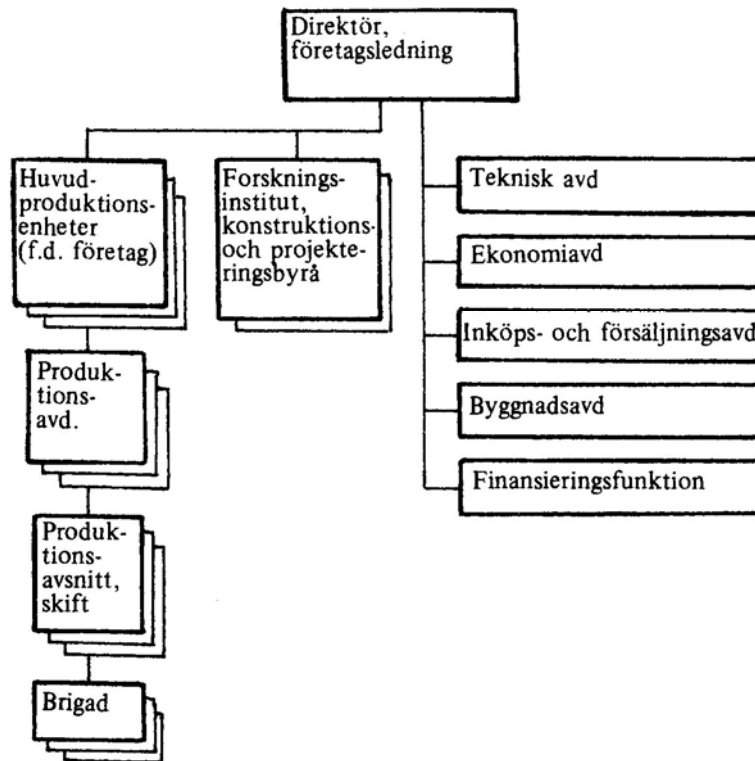 Direktör,
företagsledning
Huvud-
produktions-
enheter
(f.d. företag)
Forsknings-
institut,
konstruktions-
och projekte-
ringsbyrå
Teknisk avd
Ekonomiavd
Inköps- och försäljningsavd
Byggnadsavd
Finansieringsfunktion
Produk-
tions-
avd.
Produk-
tions-
avsnitt,
skift
Brigad